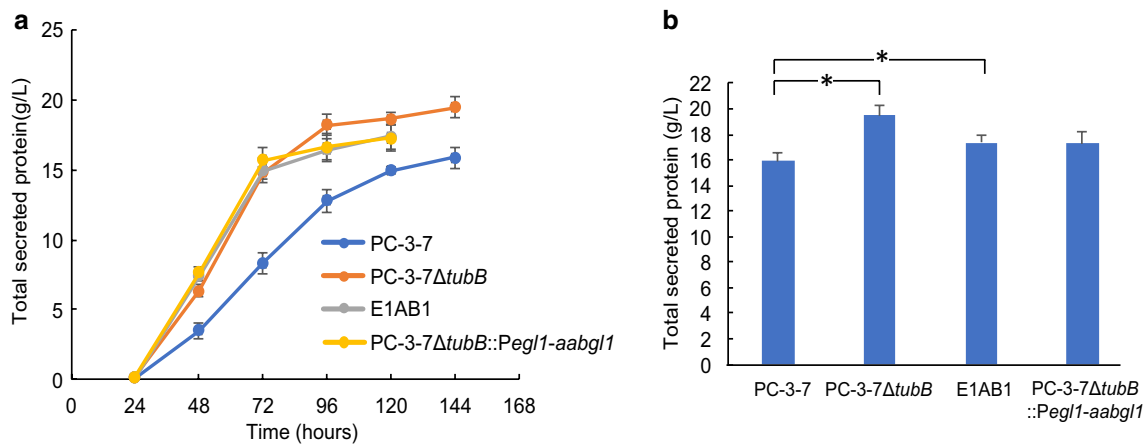 a
Total secreted protein(g/L)
25
20
15
10
5
0
0 24 48 72 96 120 144 168
Time (hours)
PC-3-7
PC-3-7ΔtubB
E1AB1
PC-3-7ΔtubB::Pegl1-aabgl1
b
Total secreted protein (g/L)
*
*
22
20
18
16
14
12
10
8
6
4
2
0
PC-3-7 PC-3-7ΔtubB E1AB1 PC-3-7ΔtubB
::Pegl1-aabgl1